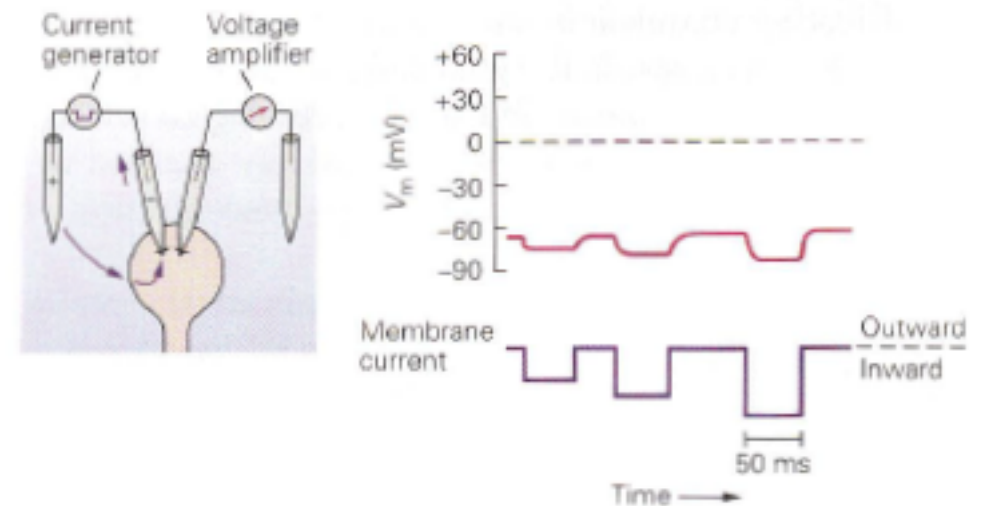 Current
generator
Voltage
amplifier
+
−
+60
+30
0
−30
−60
−90
Vm (mV)
Membrane
current
Outward
Inward
50 ms
Time